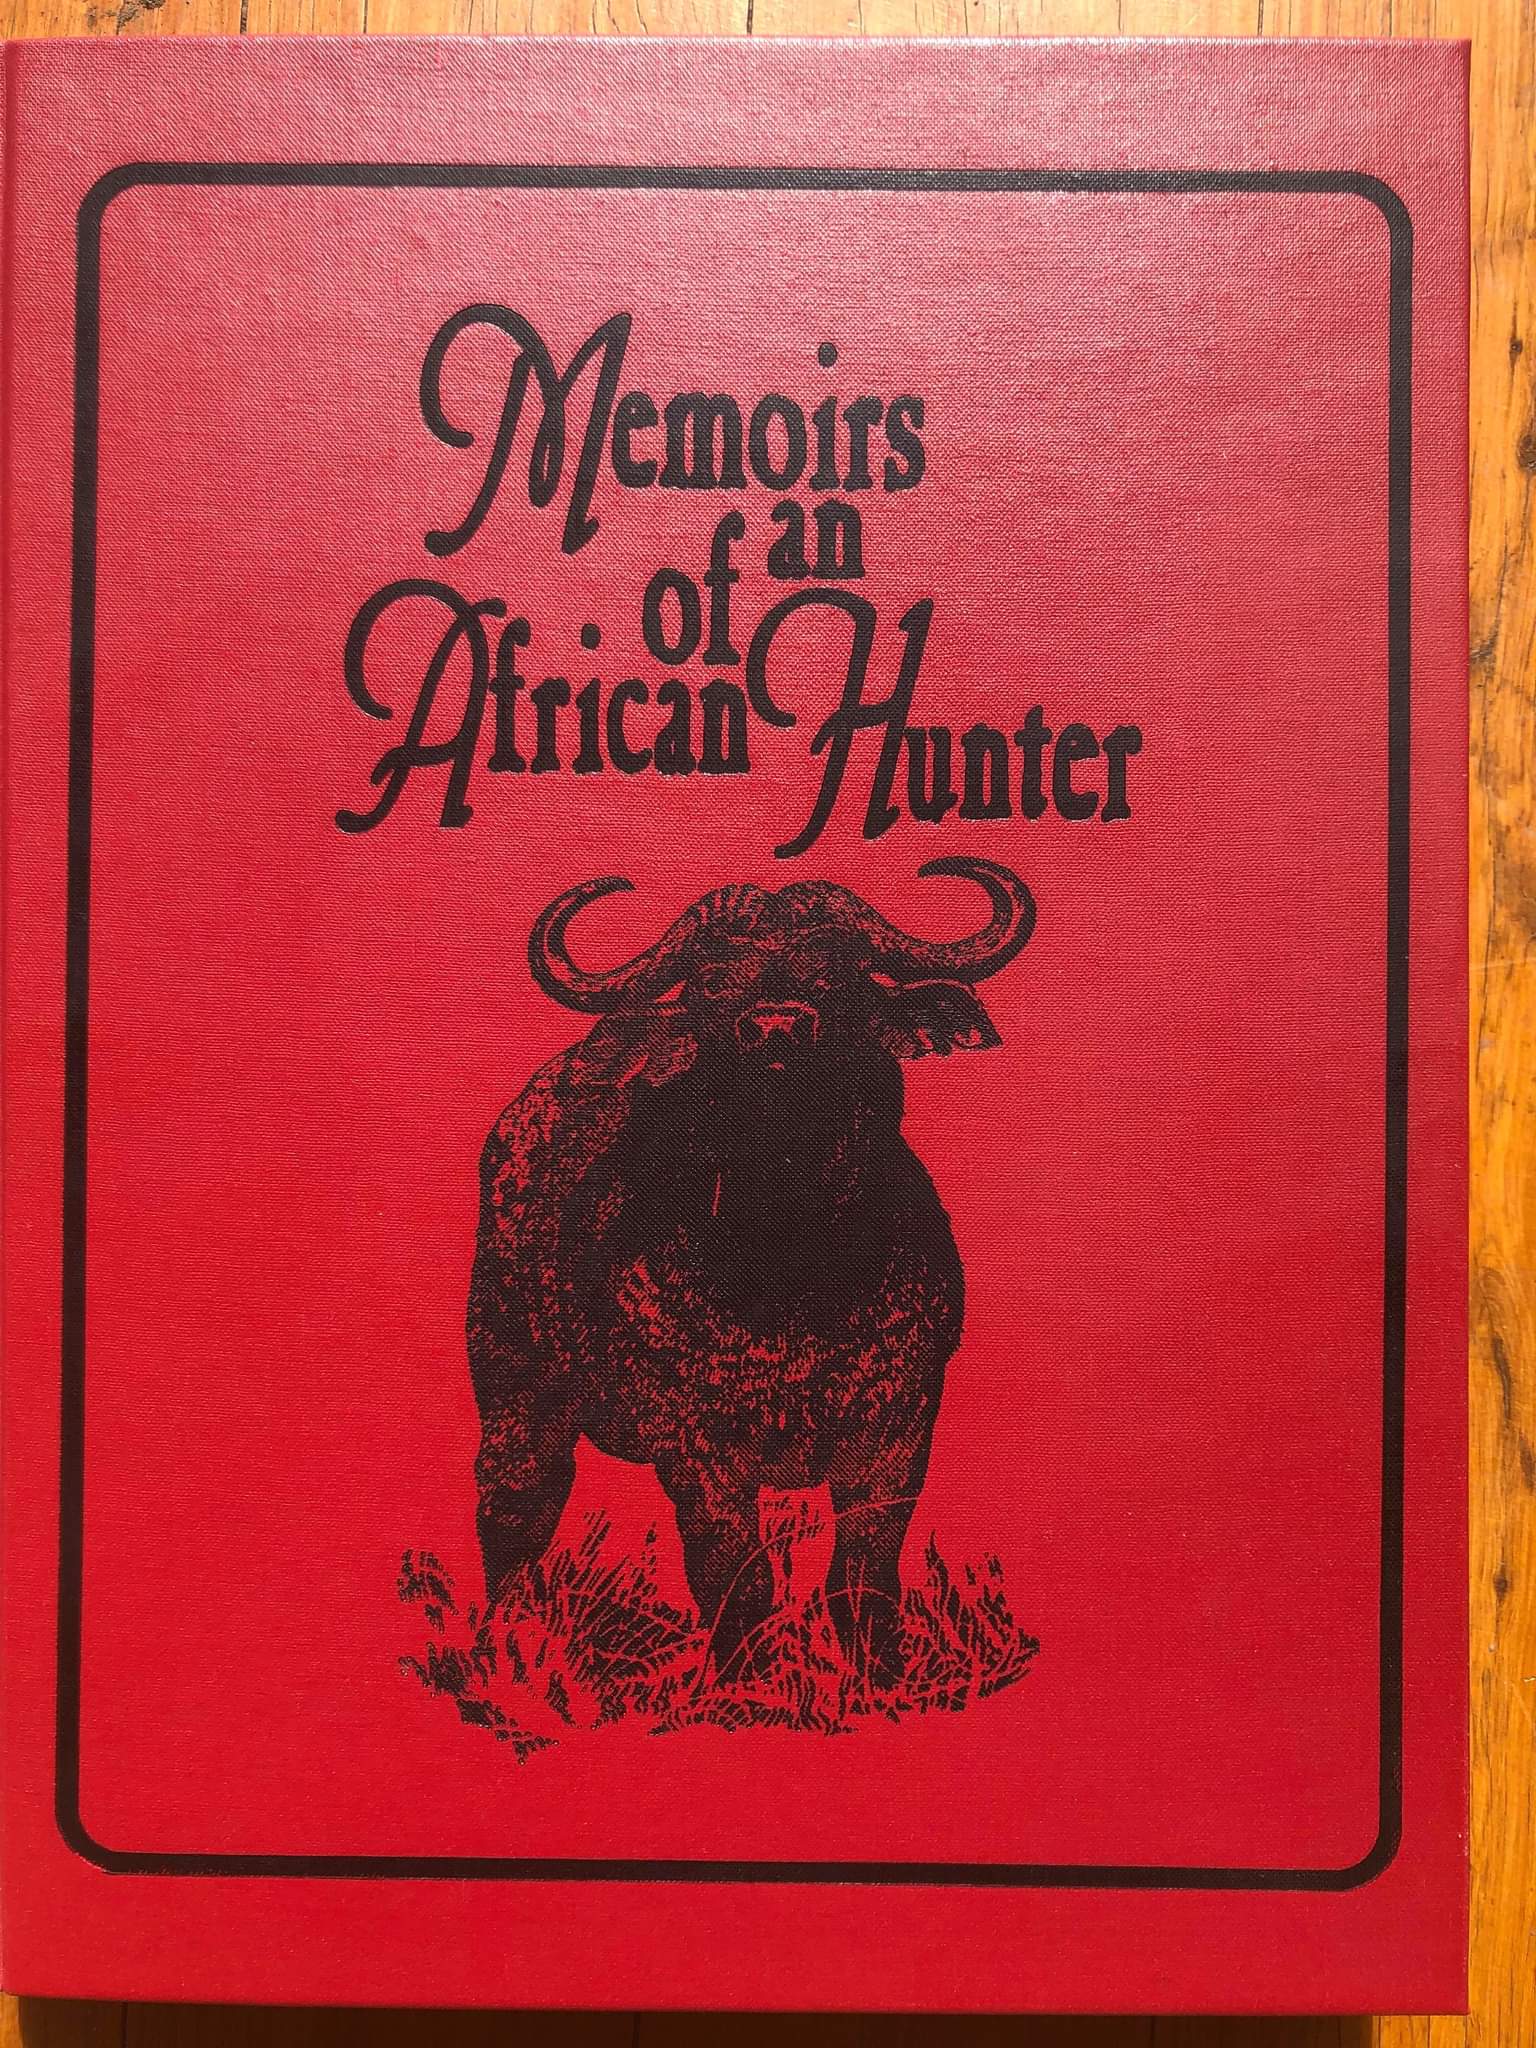 Memoirs
of an
African Hunter